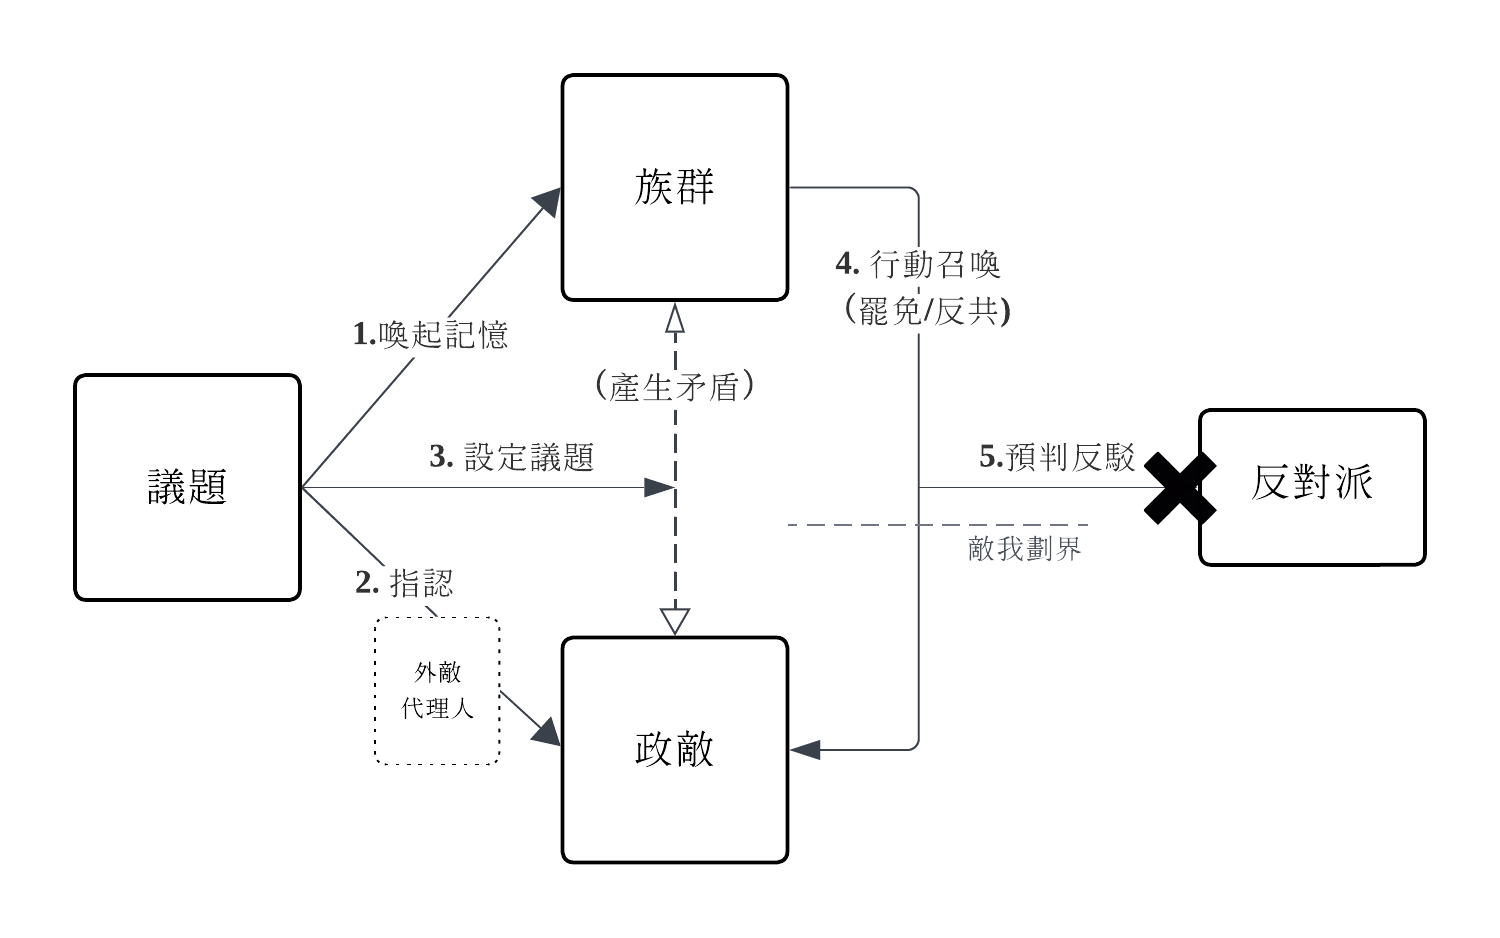 族群
4. 行動召喚
(罷免/反共)
1.喚起記憶
(產生矛盾)
3. 設定議題
5.預判反駁
議題
反對派
敵我劃界
2. 指認
外敵
代理人
政敵